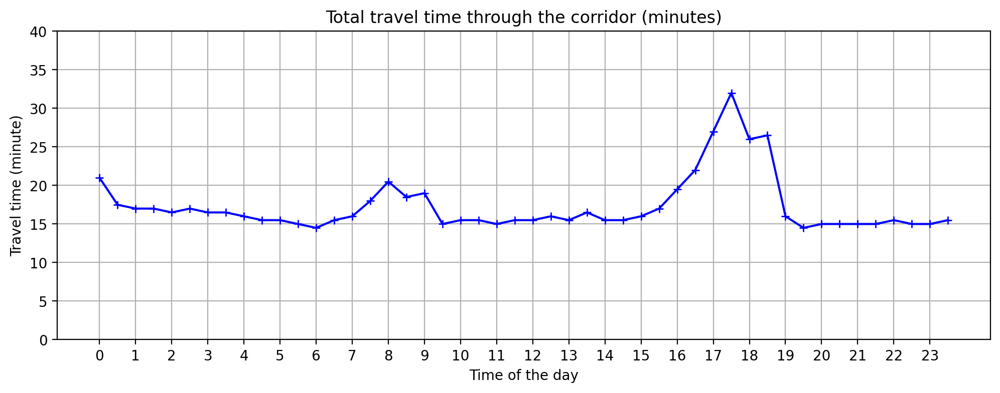 Total travel time through the corridor (minutes)
40
35
30
25
20
15
10
5
0
Travel time (minute)
0 1 2 3 4 5 6 7 8 9 10 11 12 13 14 15 16 17 18 19 20 21 22 23
Time of the day